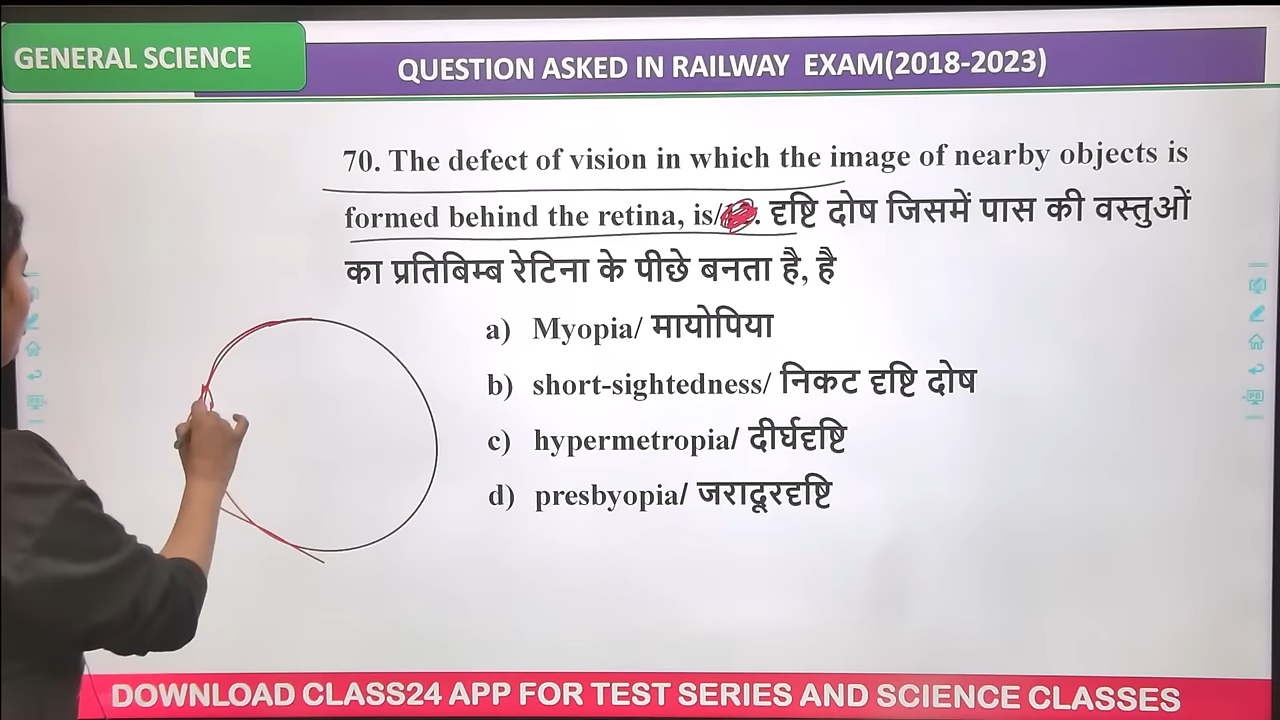 GENERAL SCIENCE
QUESTION ASKED IN RAILWAY EXAM(2018-2023)
70. The defect of vision in which the image of nearby objects is
formed behind the retina, is/ . दृष्टि दोष जिसमें पास की वस्तुओं
का प्रतिबिम्ब रेटिना के पीछे बनता है, है
a) Myopia/ मायोपिया
b) short-sightedness/ निकट दृष्टि दोष
c) hypermetropia/ दीर्घदृष्टि
d) presbyopia/ जरादूरदृष्टि
DOWNLOAD CLASS24 APP FOR TEST SERIES AND SCIENCE CLASSES